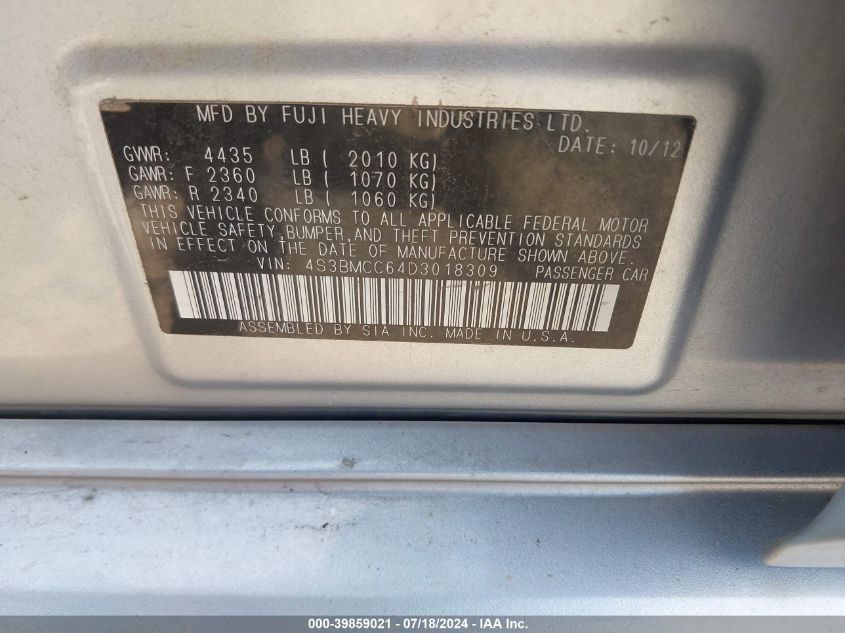 MFD. BY FUJI HEAVY INDUSTRIES LTD.
DATE: 10/12
GVWR: 4435 LB ( 2010 KG)
GAWR: F 2360 LB ( 1070 KG)
GAWR: R 2340 LB ( 1060 KG)
THIS VEHICLE CONFORMS TO ALL APPLICABLE FEDERAL MOTOR
VEHICLE SAFETY, BUMPER, AND THEFT PREVENTION STANDARDS
IN EFFECT ON THE DATE OF MANUFACTURE SHOWN ABOVE.
VIN: 4S3BMCC64D3018309 PASSENGER CAR
ASSEMBLED BY SIA INC. MADE IN U.S.A.
000-39859021 - 07/18/2024 - IAA Inc.